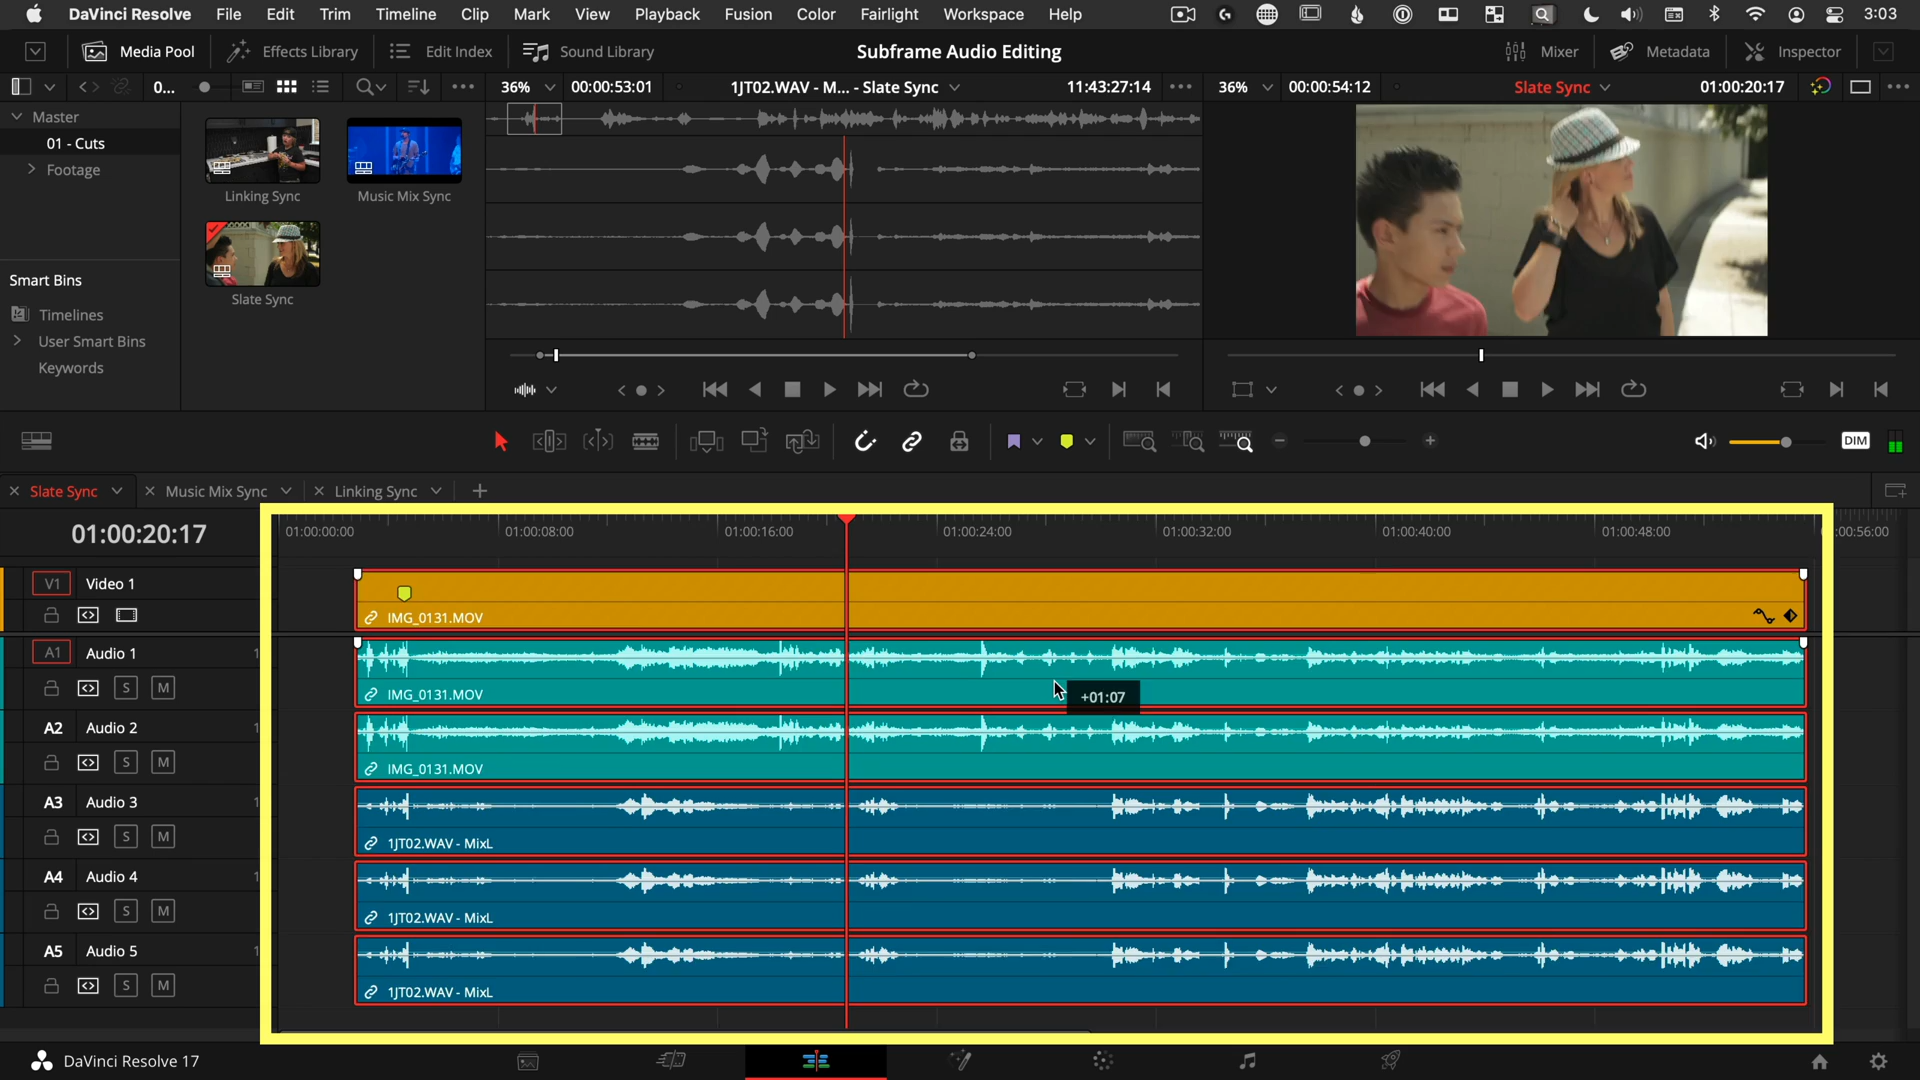 DaVinci Resolve File Edit Trim Timeline Clip Mark View Playback Fusion Color Fairlight Workspace Help 3:03
Media Pool Effects Library Edit Index Sound Library Subframe Audio Editing Mixer Metadata Inspector
0... 36% 00:00:53:01 1JT02.WAV - M... - Slate Sync 11:43:27:14 36% 00:00:54:12 Slate Sync 01:00:20:17
Master
01 - Cuts
Footage
Linking Sync Music Mix Sync
Slate Sync
Smart Bins
Timelines
User Smart Bins
Keywords
DIM
Slate Sync Music Mix Sync Linking Sync
01:00:20:17
01:00:00:00 01:00:08:00 01:00:16:00 01:00:24:00 01:00:32:00 01:00:40:00 01:00:48:00 :00:56:00
V1 Video 1
IMG_0131.MOV
A1 Audio 1 1
S M
IMG_0131.MOV
+01:07
A2 Audio 2 1
S M
IMG_0131.MOV
A3 Audio 3 1
S M
1JT02.WAV - MixL
A4 Audio 4 1
S M
1JT02.WAV - MixL
A5 Audio 5 1
S M
1JT02.WAV - MixL
DaVinci Resolve 17